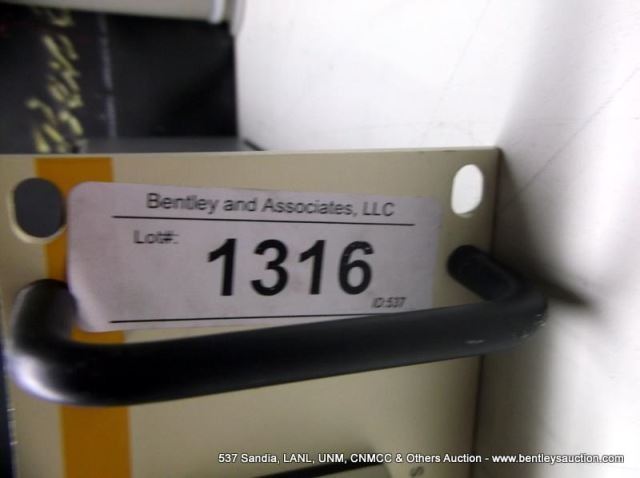 Bentley and Associates, LLC
Lot#:
1316
ID:537
537 Sandia, LANL, UNM, CNMCC & Others Auction - www.bentleysauction.com